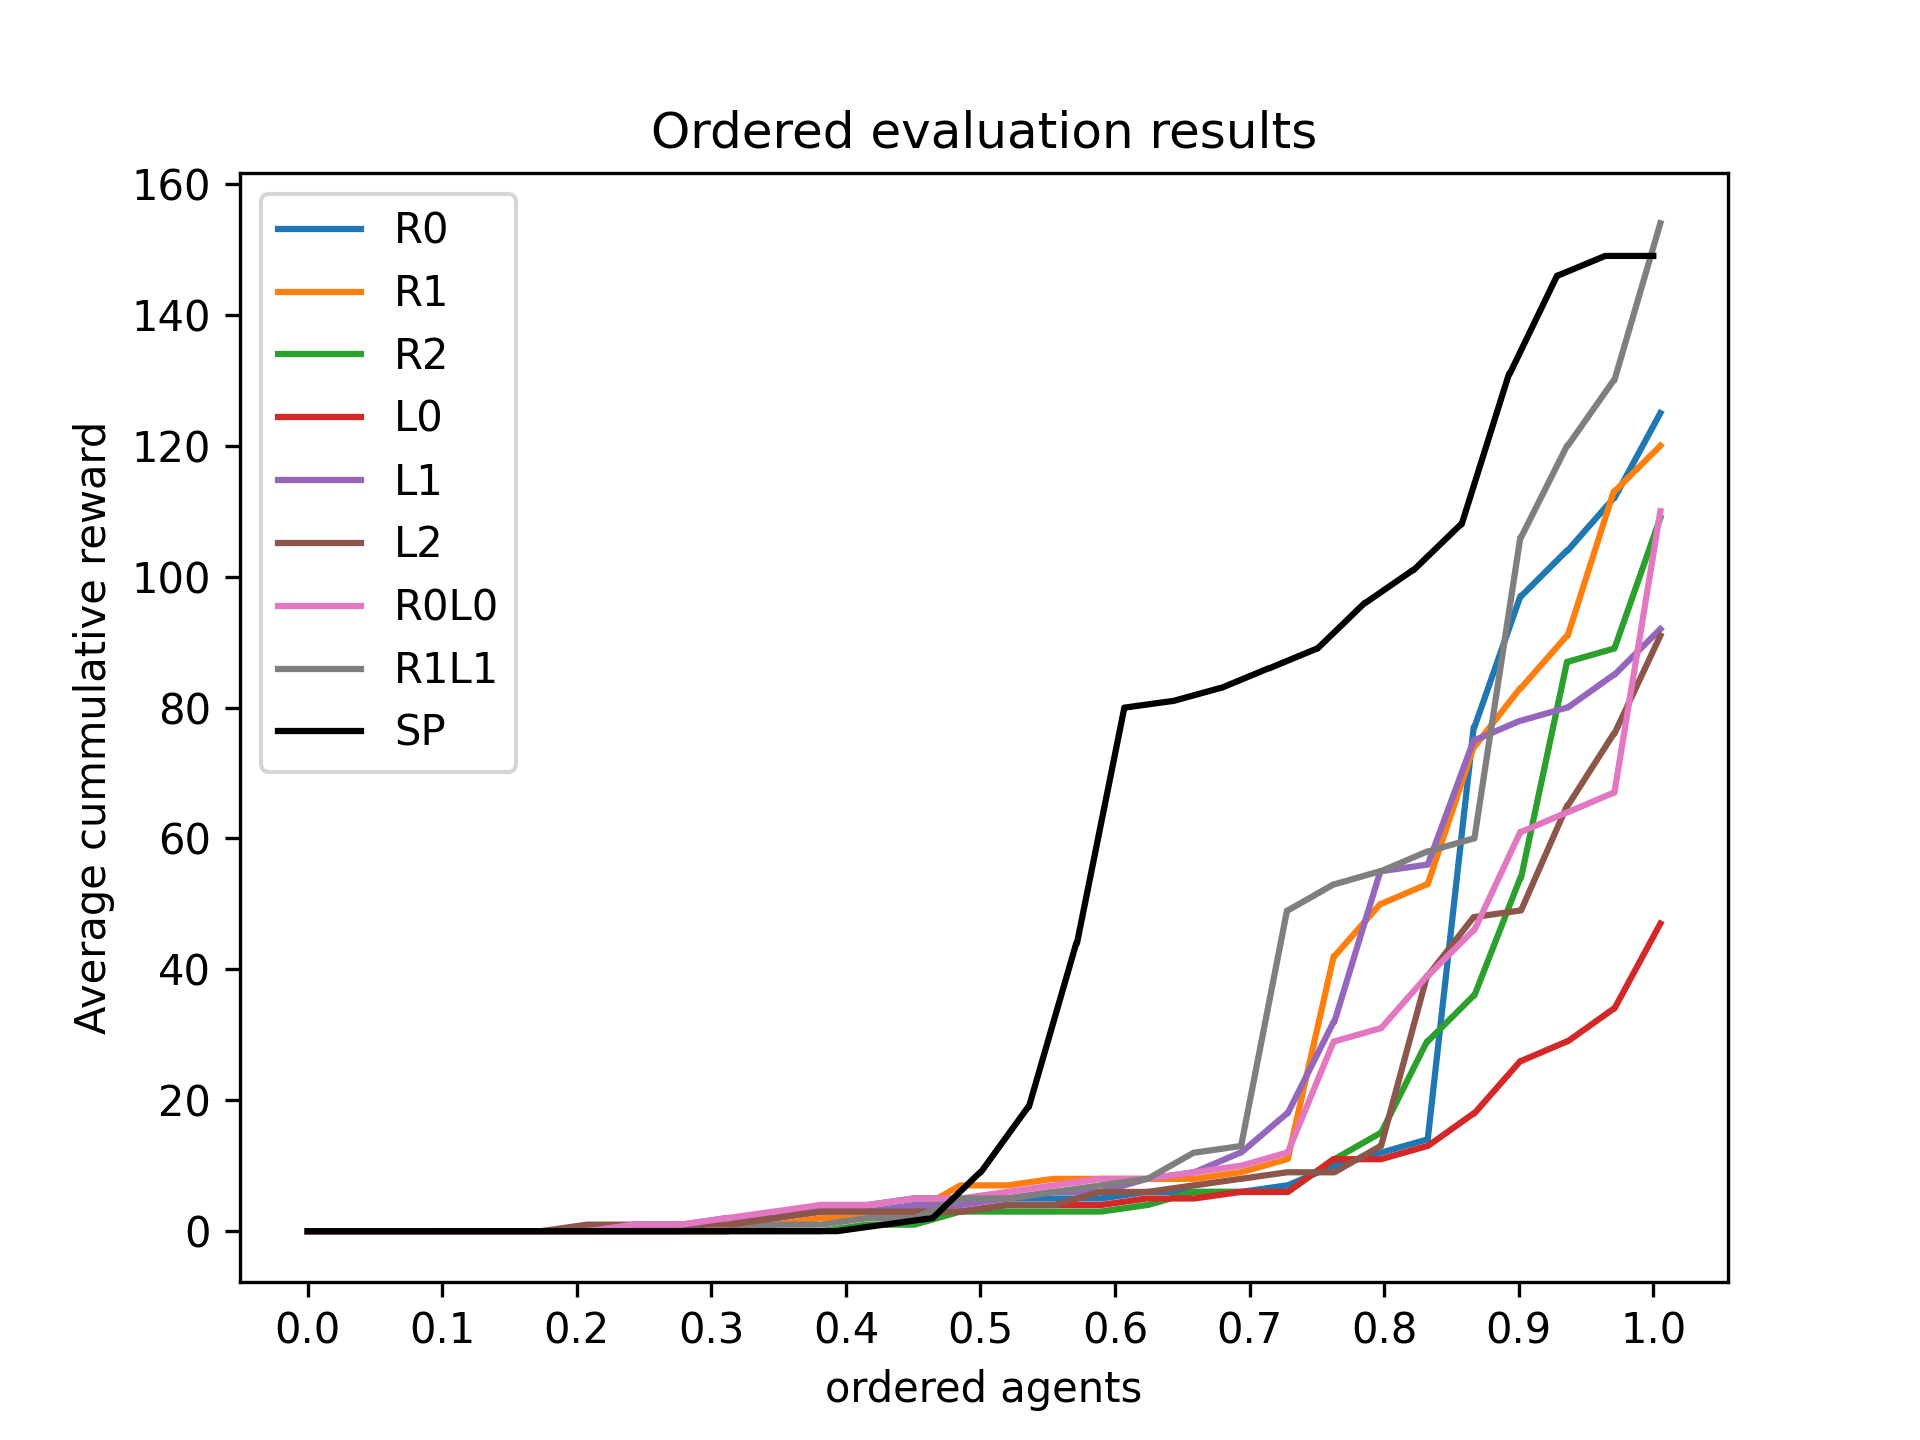 Ordered evaluation results
160
140
120
100
80
60
40
20
0
Average cummulative reward
R0
R1
R2
L0
L1
L2
R0L0
R1L1
SP
0.0 0.1 0.2 0.3 0.4 0.5 0.6 0.7 0.8 0.9 1.0
ordered agents